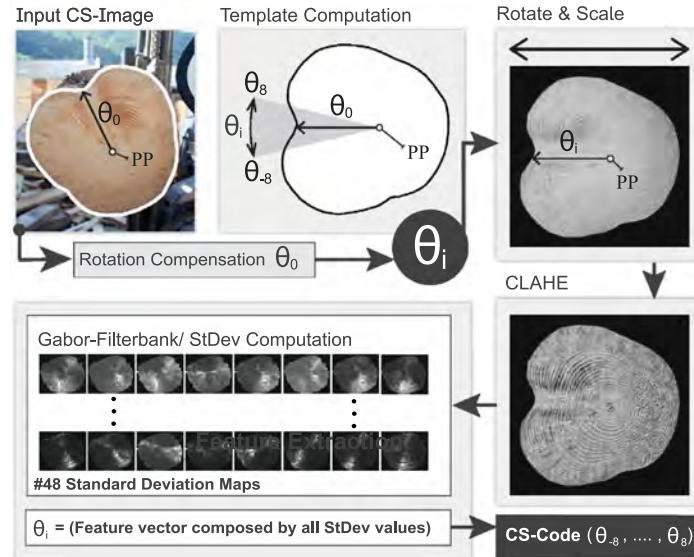 Input CS-Image
Template Computation
Rotate & Scale
θ0
PP
θ8
θi
θ-8
θ0
PP
θi
PP
Rotation Compensation θ0
θi
CLAHE
Gabor-Filterbank/ StDev Computation
Feature Extraction
#48 Standard Deviation Maps
θi = (Feature vector composed by all StDev values)
CS-Code (θ-8, .... , θ8)